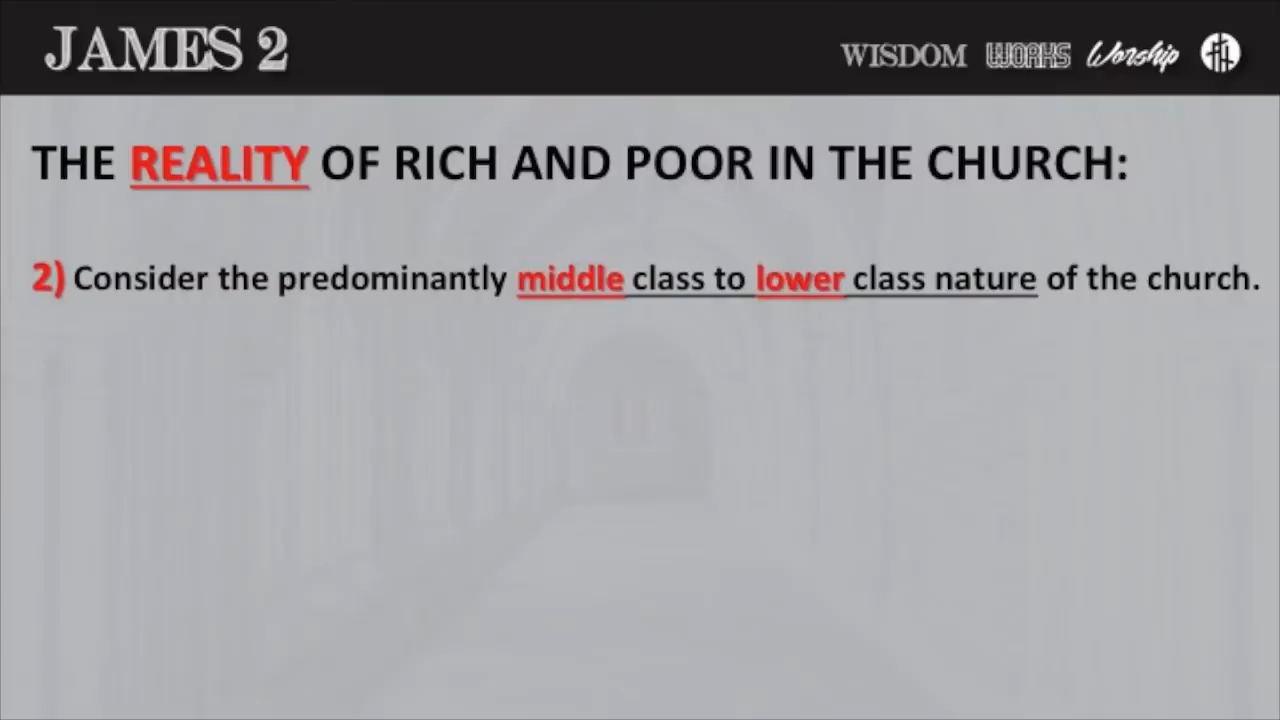 JAMES 2
WISDOM WORKS Worship
THE REALITY OF RICH AND POOR IN THE CHURCH:
2) Consider the predominantly middle class to lower class nature of the church.